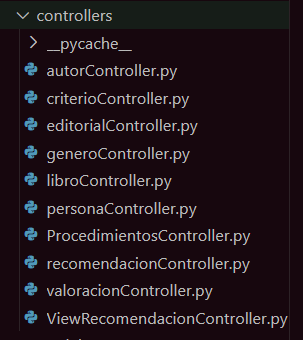 controllers
__pycache__
autorController.py
criterioController.py
editorialController.py
generoController.py
libroController.py
personaController.py
ProcedimientosController.py
recomendacionController.py
valoracionController.py
ViewRecomendacionController.py